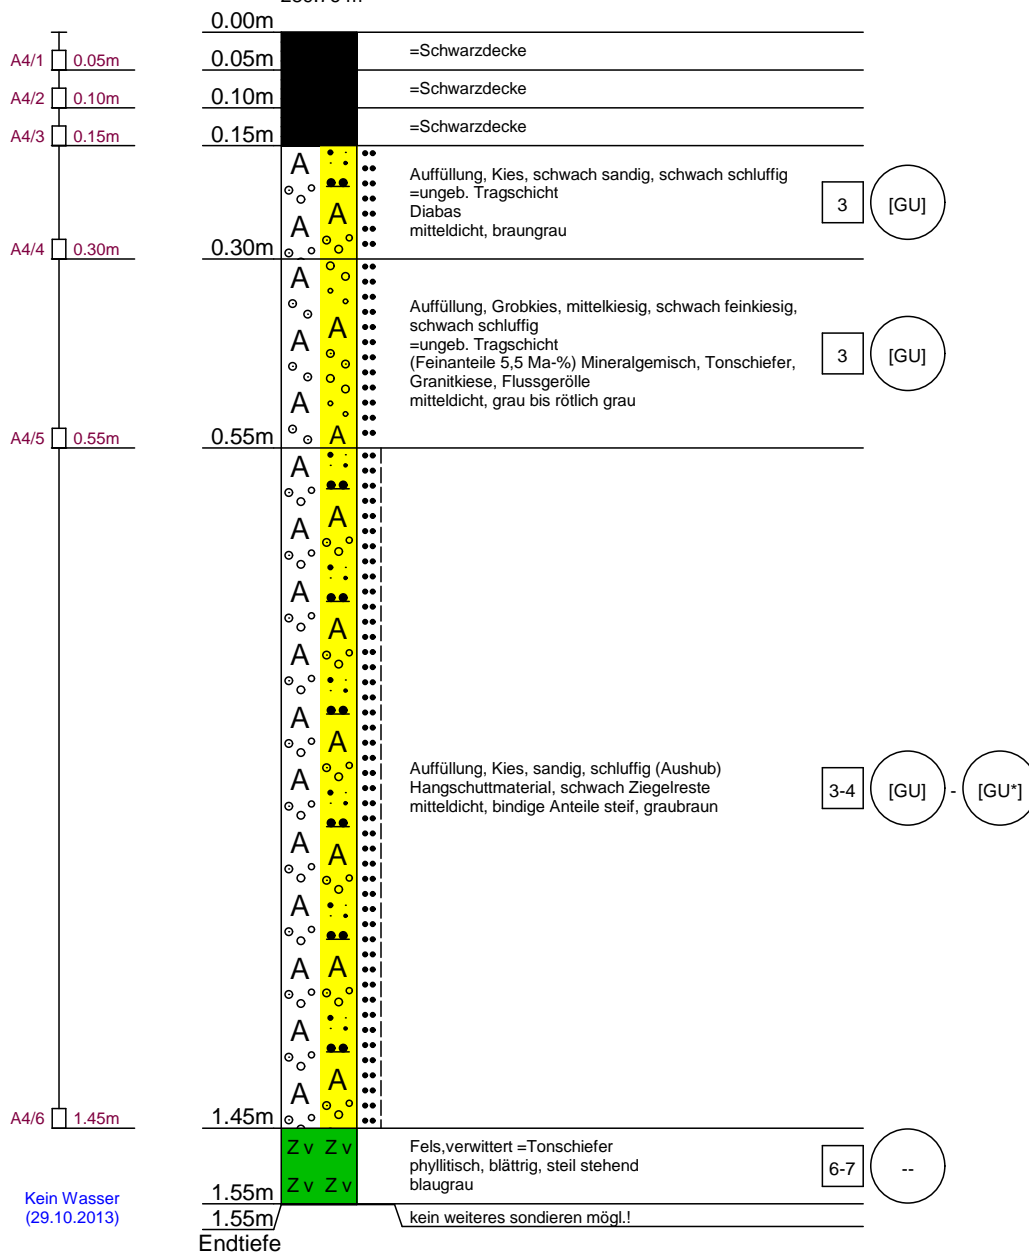 0.00m
A4/1 0.05m 0.05m =Schwarzdecke
A4/2 0.10m 0.10m =Schwarzdecke
A4/3 0.15m 0.15m =Schwarzdecke
Auffüllung, Kies, schwach sandig, schwach schluffig
=ungeb. Tragschicht
Diabas
mitteldicht, braungrau
3 [GU]
A4/4 0.30m 0.30m
Auffüllung, Grobkies, mittelkiesig, schwach feinkiesig,
schwach schluffig
=ungeb. Tragschicht
(Feinanteile 5,5 Ma-%) Mineralgemisch, Tonschiefer,
Granitkiese, Flussgerölle
mitteldicht, grau bis rötlich grau
3 [GU]
A4/5 0.55m 0.55m
Auffüllung, Kies, sandig, schluffig (Aushub)
Hangschuttmaterial, schwach Ziegelreste
mitteldicht, bindige Anteile steif, graubraun
3-4 [GU] - [GU*]
A4/6 1.45m 1.45m
Z v Z v
Z v Z v
Fels,verwittert =Tonschiefer
phyllitisch, blättrig, steil stehend
blaugrau
6-7 --
1.55m
Kein Wasser
(29.10.2013)
1.55m kein weiteres sondieren mögl.!
Endtiefe